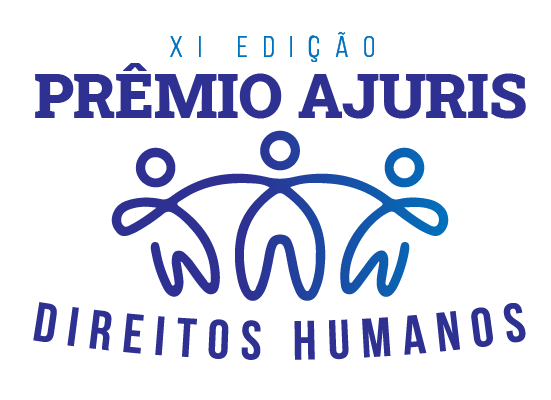 XI EDIÇÃO
PRÊMIO AJURIS
DIREITOS HUMANOS